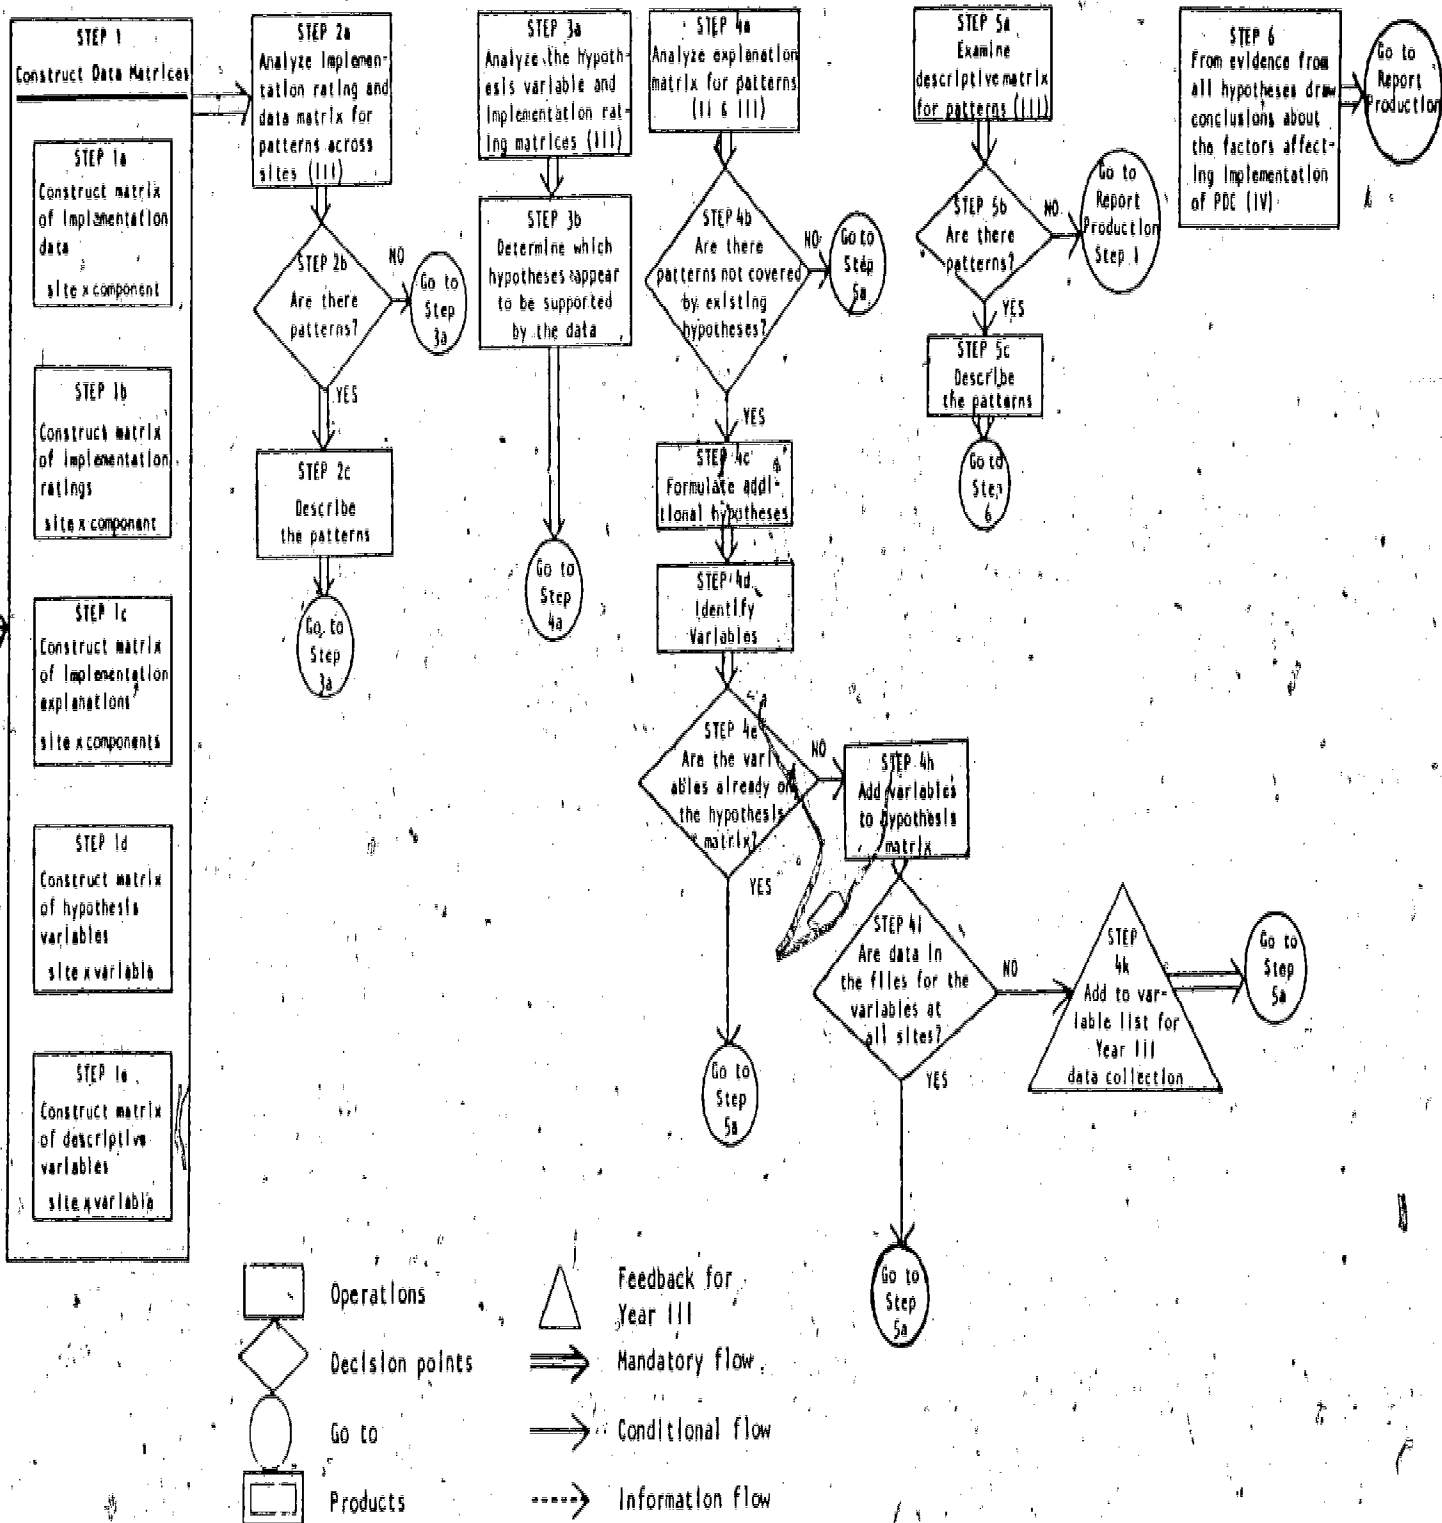 STEP 1
Construct Data Matrices
STEP 1a
Construct matrix
of implementation
data
site x component
STEP 1b
Construct matrix
of implementation
ratings
site x component
STEP 1c
Construct matrix
of implementation
explanations
site x components
STEP 1d
Construct matrix
of hypothesis
variables
site x variable
STEP 1e
Construct matrix
of descriptive
variables
site x variable
STEP 2a
Analyze implemen-
tation rating and
data matrix for
patterns across
sites (III)
STEP 2b
Are there
patterns?
NO
Go to
Step
3a
YES
STEP 2c
Describe
the patterns
Go to
Step
3a
STEP 3a
Analyze the Hypoth-
esis variable and
implementation rat-
ing matrices (III)
STEP 3b
Determine which
hypotheses appear
to be supported
by the data
Go to
Step
4a
STEP 4a
Analyze explanation
matrix for patterns
(II & III)
STEP 4b
Are there
patterns not covered
by existing
hypotheses?
NO
Go to
Step
5a
YES
STEP 4c
Formulate addi-
tional hypotheses
STEP 4d
Identify
Variables
STEP 4e
Are the vari
ables already on
the hypothesis
matrix?
NO
YES
Go to
Step
5a
STEP 4h
Add variables
to hypothesis
matrix
STEP 4i
Are data in
the files for the
variables at
all sites?
NO
YES
Go to
Step
5a
STEP
4k
Add to var-
iable list for
Year III
data collection
Go to
Step
5a
STEP 5a
Examine
descriptive matrix
for patterns (III)
STEP 5b
Are there
patterns?
NO
Go to
Report
Production
Step 1
YES
STEP 5c
Describe
the patterns
Go to
Step
6
STEP 6
From evidence from
all hypotheses draw
conclusions about
the factors affect-
ing implementation
of PDC (IV)
Go to
Report
Production
Operations
Decision points
Go to
Products
Feedback for
Year III
Mandatory flow
Conditional flow
Information flow